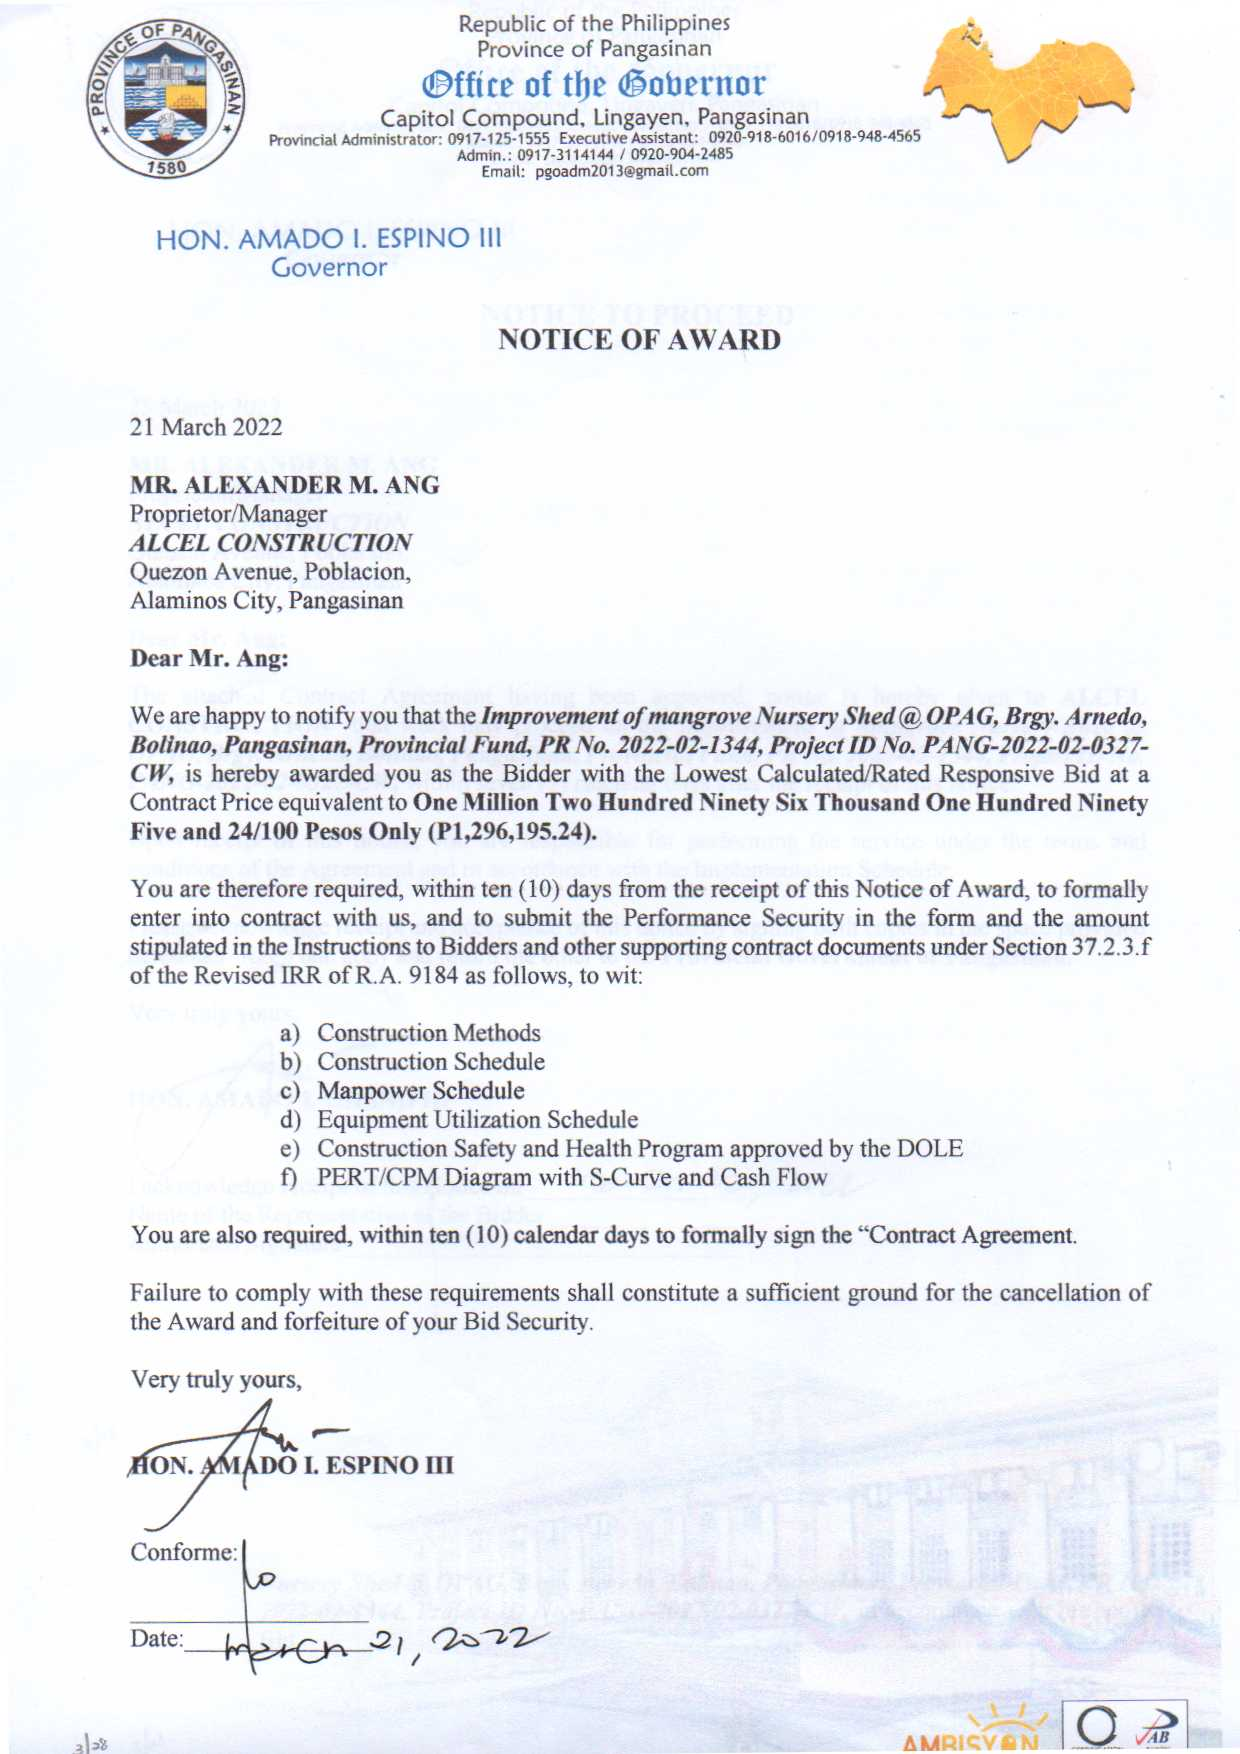 Republic of the Philippines
Province of Pangasinan
Office of the Governor
Capitol Compound, Lingayen, Pangasinan
Provincial Administrator: 0917-125-1555 Executive Assistant: 0920-918-6016/0918-948-4565
Admin.: 0917-3114144 / 0920-904-2485
Email: pgoadm2013@gmail.com
PROVINCE OF PANGASINAN
1580
HON. AMADO I. ESPINO III
Governor
NOTICE TO PROCEED
NOTICE OF AWARD
21 March 2022
MR. ALEXANDER M. ANG
Proprietor/Manager
ALCEL CONSTRUCTION
Quezon Avenue, Poblacion,
Alaminos City, Pangasinan
Dear Mr. Ang:
We are happy to notify you that the Improvement of mangrove Nursery Shed @ OPAG, Brgy. Arnedo,
Bolinao, Pangasinan, Provincial Fund, PR No. 2022-02-1344, Project ID No. PANG-2022-02-0327-
CW, is hereby awarded you as the Bidder with the Lowest Calculated/Rated Responsive Bid at a
Contract Price equivalent to One Million Two Hundred Ninety Six Thousand One Hundred Ninety
Five and 24/100 Pesos Only (P1,296,195.24).
You are therefore required, within ten (10) days from the receipt of this Notice of Award, to formally
enter into contract with us, and to submit the Performance Security in the form and the amount
stipulated in the Instructions to Bidders and other supporting contract documents under Section 37.2.3.f
of the Revised IRR of R.A. 9184 as follows, to wit:
a) Construction Methods
b) Construction Schedule
c) Manpower Schedule
d) Equipment Utilization Schedule
e) Construction Safety and Health Program approved by the DOLE
f) PERT/CPM Diagram with S-Curve and Cash Flow
You are also required, within ten (10) calendar days to formally sign the “Contract Agreement.
Failure to comply with these requirements shall constitute a sufficient ground for the cancellation of
the Award and forfeiture of your Bid Security.
Very truly yours,
HON. AMADO I. ESPINO III
Conforme:
Date: March 21, 2022
3/28
AMBISYON
PAB